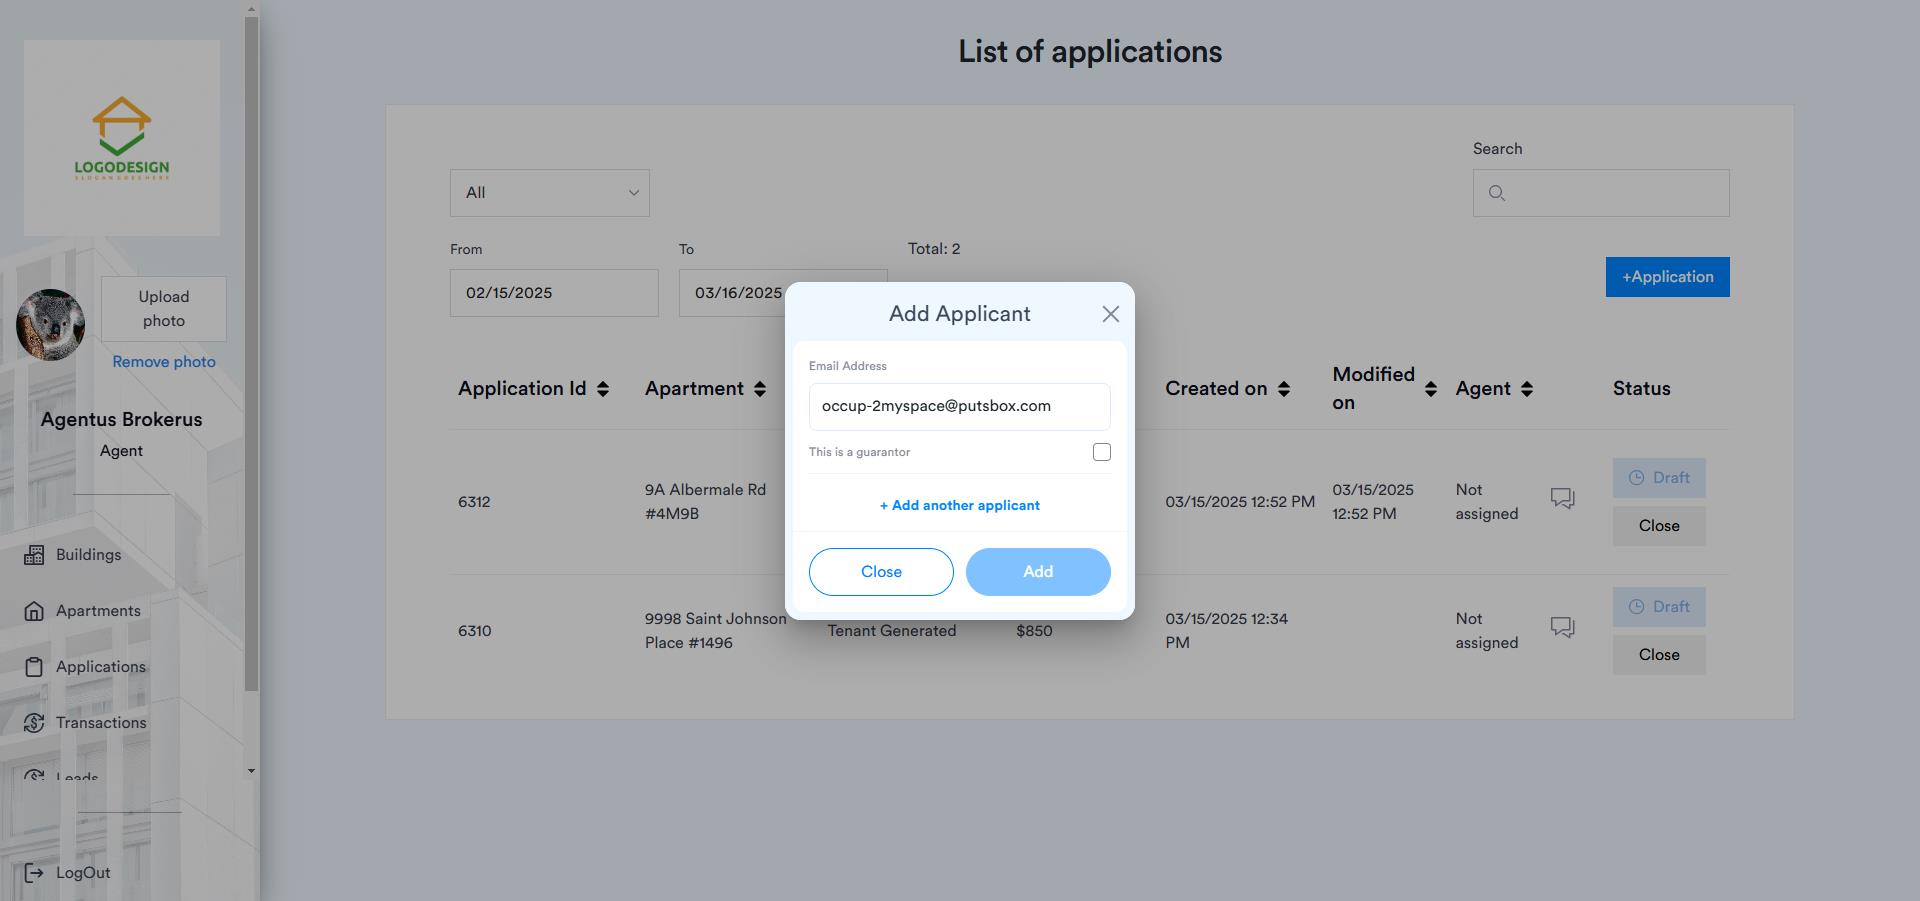 LOGODESIGN
SLOGAN GOES HERE
Upload
photo
Remove photo
Agentus Brokerus
Agent
Buildings
Apartments
Applications
Transactions
Leads
LogOut
List of applications
Search
All
From
To
Total: 2
02/15/2025
03/16/2025
+Application
Application Id
Apartment
Created on
Modified
on
Agent
Status
6312
9A Albermale Rd
#4M9B
03/15/2025 12:52 PM
03/15/2025
12:52 PM
Not
assigned
Draft
Close
6310
9998 Saint Johnson
Place #1496
Tenant Generated
$850
03/15/2025 12:34
PM
Not
assigned
Draft
Close
Add Applicant
Email Address
occup-2myspace@putsbox.com
This is a guarantor
+ Add another applicant
Close
Add